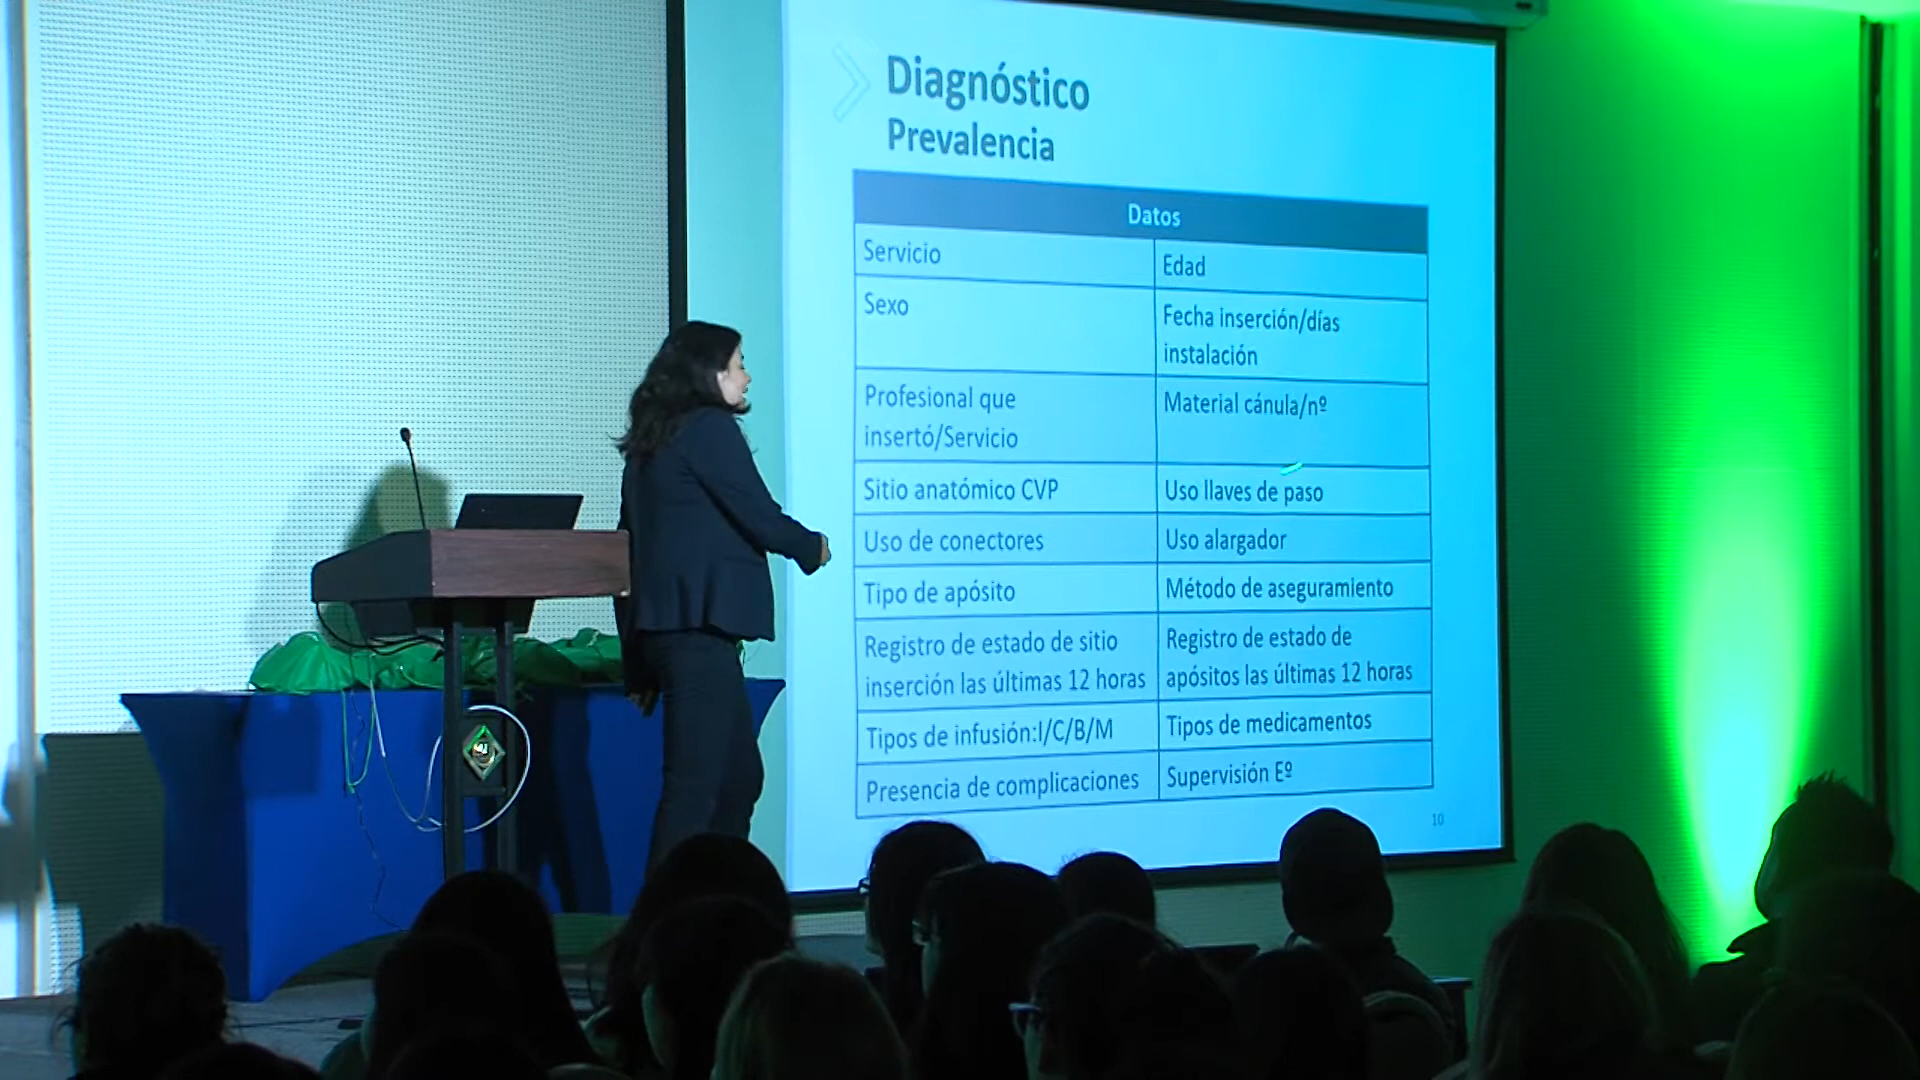 Diagnóstico
Prevalencia
Datos
Servicio
Edad
Sexo
Fecha inserción/días
instalación
Profesional que
insertó/Servicio
Material cánula/nº
Sitio anatómico CVP
Uso llaves de paso
Uso de conectores
Uso alargador
Tipo de apósito
Método de aseguramiento
Registro de estado de sitio
inserción las últimas 12 horas
Registro de estado de
apósitos las últimas 12 horas
Tipos de infusión:I/C/B/M
Tipos de medicamentos
Presencia de complicaciones
Supervisión Eº
10